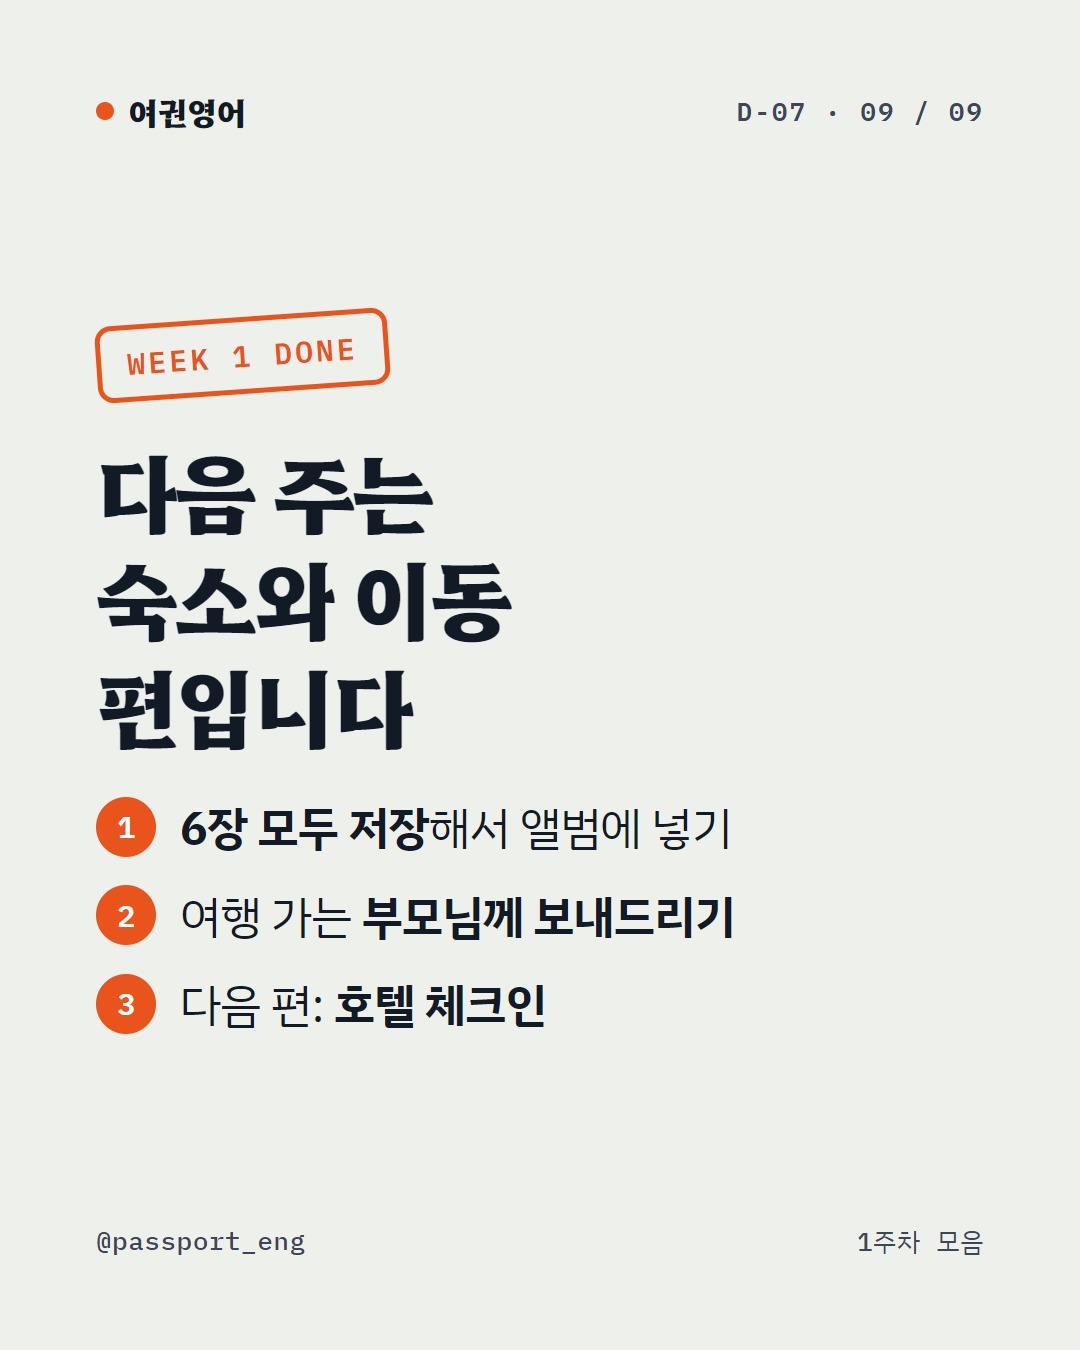 여권영어
D-07 · 09 / 09
WEEK 1 DONE
다음 주는
숙소와 이동
편입니다
1 6장 모두 저장해서 앨범에 넣기
2 여행 가는 부모님께 보내드리기
3 다음 편: 호텔 체크인
@passport_eng
1주차 모음